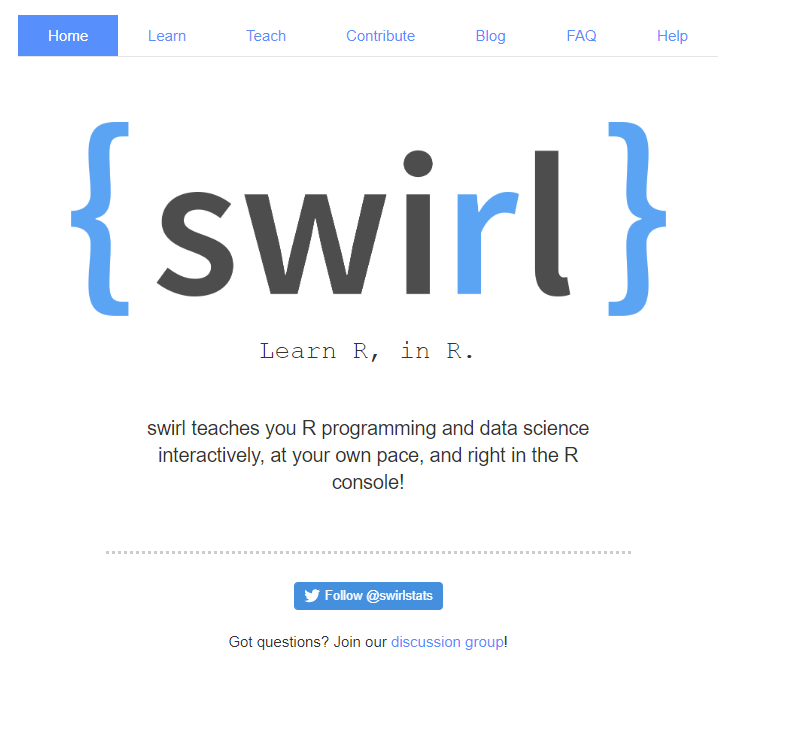 Home Learn Teach Contribute Blog FAQ Help
{swirl}
Learn R, in R.
swirl teaches you R programming and data science
interactively, at your own pace, and right in the R
console!
Follow @swirlstats
Got questions? Join our discussion group!